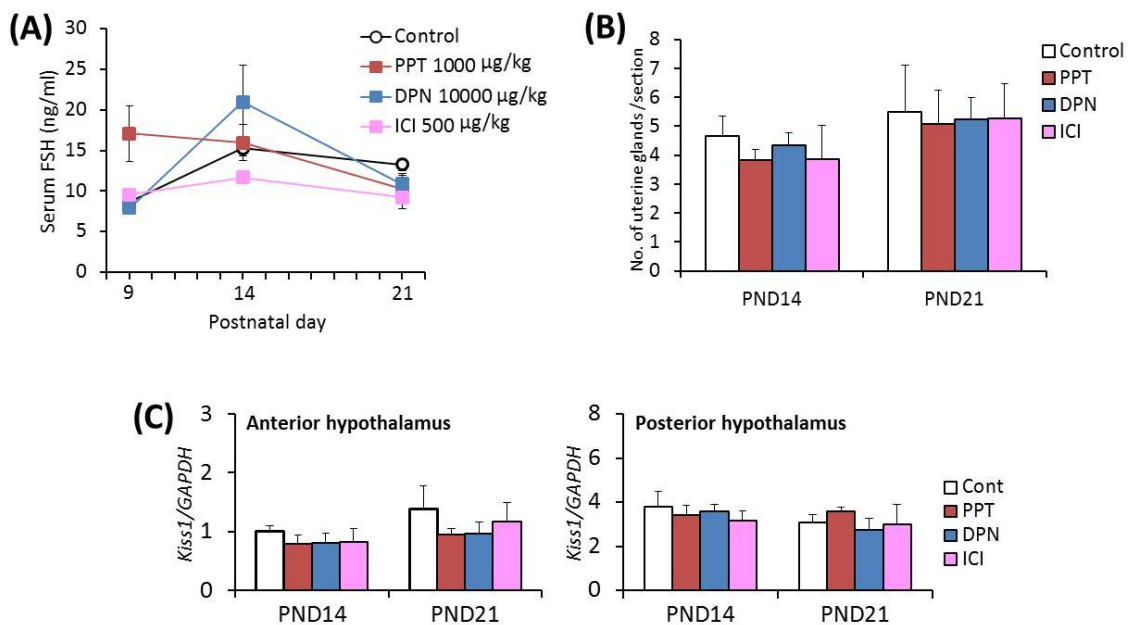 (A)
30
25
20
15
10
5
0
Serum FSH (ng/ml)
9
14
21
Postnatal day
Control
PPT 1000 µg/kg
DPN 10000 µg/kg
ICI 500 µg/kg
(B)
8
7
6
5
4
3
2
1
0
No. of uterine glands /section
PND14
PND21
Control
PPT
DPN
ICI
(C)
3
2
1
0
Kiss1/GAPDH
Anterior hypothalamus
PND14
PND21
8
6
4
2
0
Kiss1/GAPDH
Posterior hypothalamus
PND14
PND21
Cont
PPT
DPN
ICI